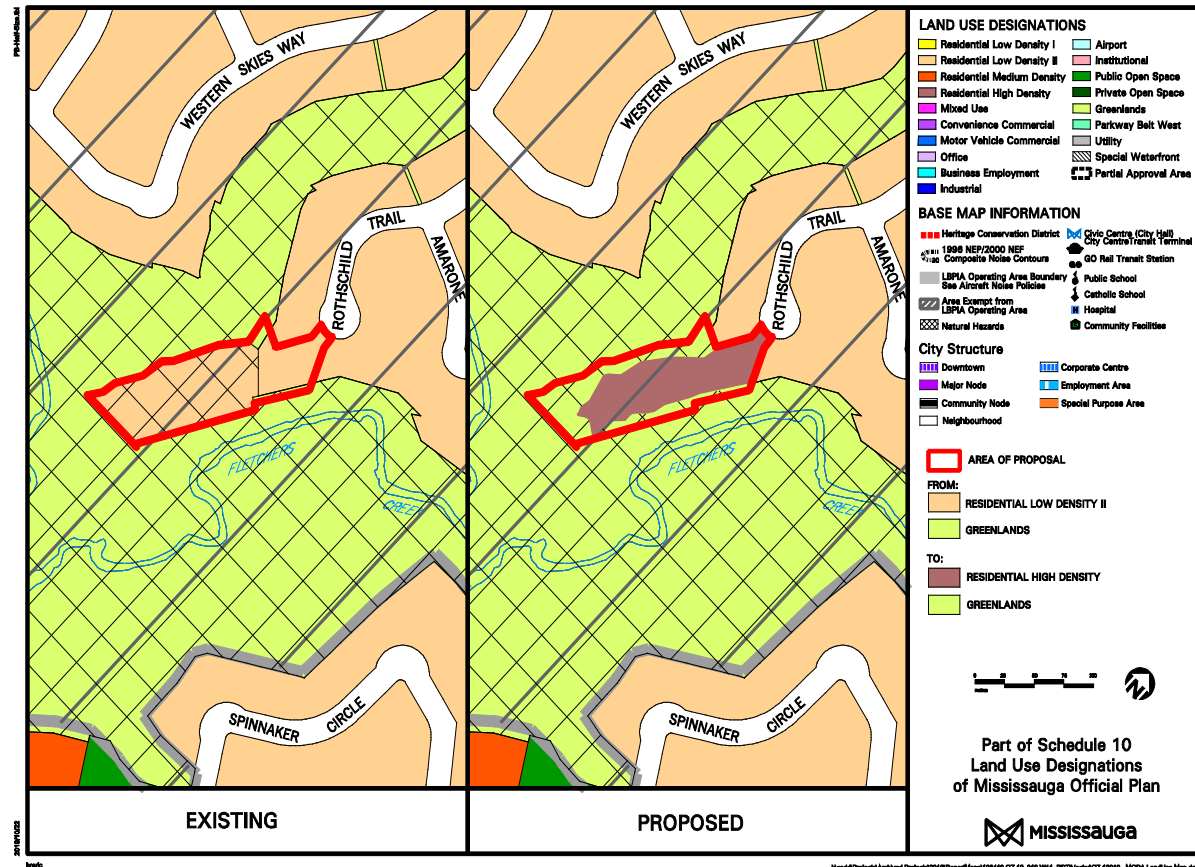 WESTERN SKIES WAY
ROTHSCHILD
TRAIL
AMARONE
FLETCHERS
CREEK
SPINNAKER
CIRCLE
EXISTING
WESTERN SKIES WAY
ROTHSCHILD
TRAIL
AMARONE
FLETCHERS
CREEK
SPINNAKER
CIRCLE
PROPOSED
LAND USE DESIGNATIONS
Residential Low Density I
Residential Low Density II
Residential Medium Density
Residential High Density
Mixed Use
Convenience Commercial
Motor Vehicle Commercial
Office
Business Employment
Industrial
Airport
Institutional
Public Open Space
Private Open Space
Greenlands
Parkway Belt West
Utility
Special Waterfront
Partial Approval Area
BASE MAP INFORMATION
Heritage Conservation District
1996 NEP/2000 NEF
Composite Noise Contours
LBPIA Operating Area Boundary
See Aircraft Noise Policies
Area Exempt from
LBPIA Operating Area
Natural Hazards
Civic Centre (City Hall)
City Centre Transit Terminal
GO Rail Transit Station
Public School
Catholic School
H Hospital
Community Facilities
City Structure
Downtown
Major Node
Community Node
Neighbourhood
Corporate Centre
Employment Area
Special Purpose Area
AREA OF PROPOSAL
FROM:
RESIDENTIAL LOW DENSITY II
GREENLANDS
TO:
RESIDENTIAL HIGH DENSITY
GREENLANDS
Part of Schedule 10
Land Use Designations
of Mississauga Official Plan
MISSISSAUGA